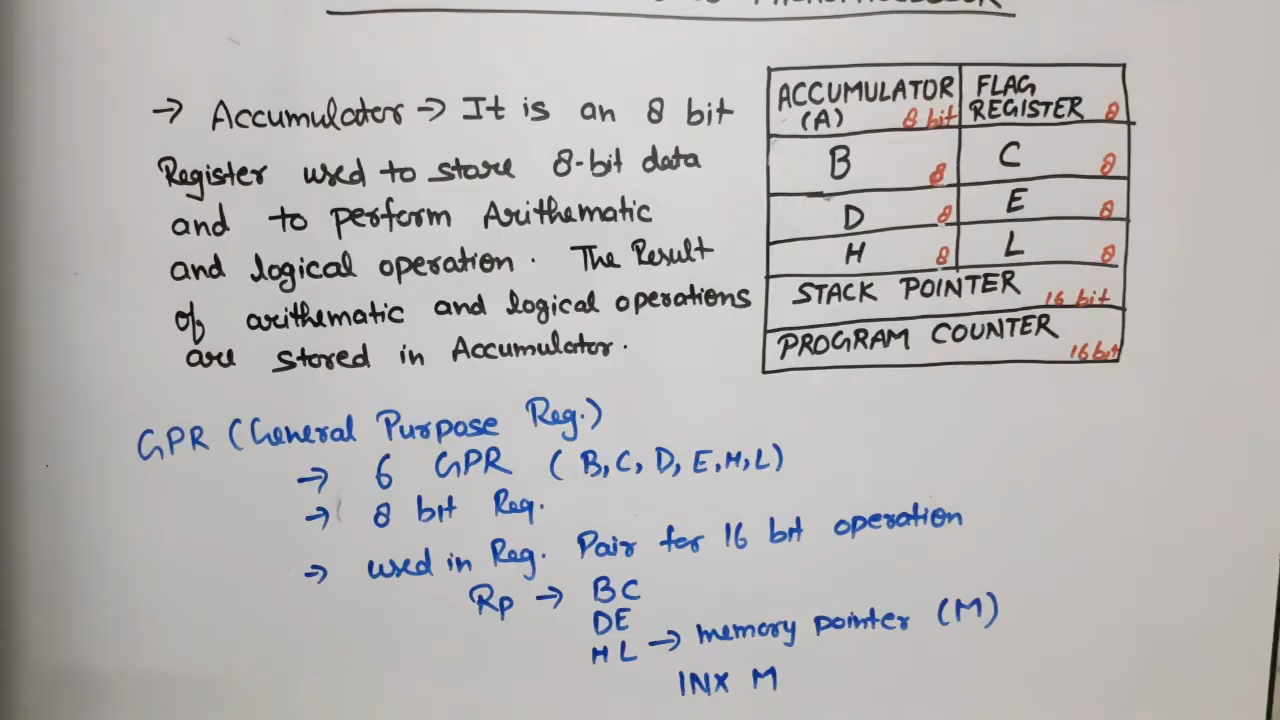 MICROPROCESSOR
→ Accumulator → It is an 8 bit
Register used to store 8-bit data
and to perform Arithematic
and logical operation. The Result
of arithematic and logical operations
are stored in Accumulator.
ACCUMULATOR (A) 8 bit
FLAG REGISTER 8
B 8 C 8
D 8 E 8
H 8 L 8
STACK POINTER 16 bit
PROGRAM COUNTER 16 bit
GPR (General Purpose Reg.)
→ 6 GPR (B, C, D, E, H, L)
→ 8 bit Reg.
→ used in Reg. Pair for 16 bit operation
Rp → BC
DE
HL → memory pointer (M)
INX M